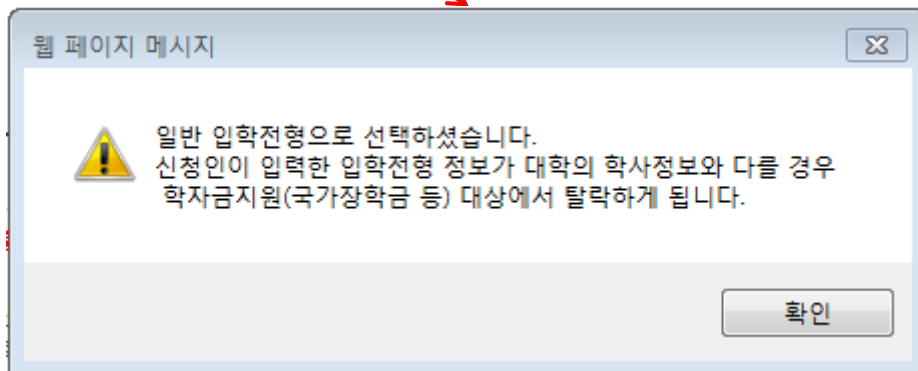 웹 페이지 메시지
일반 입학전형으로 선택하셨습니다.
신청인이 입력한 입학전형 정보가 대학의 학사정보와 다를 경우
학자금지원(국가장학금 등) 대상에서 탈락하게 됩니다.
확인